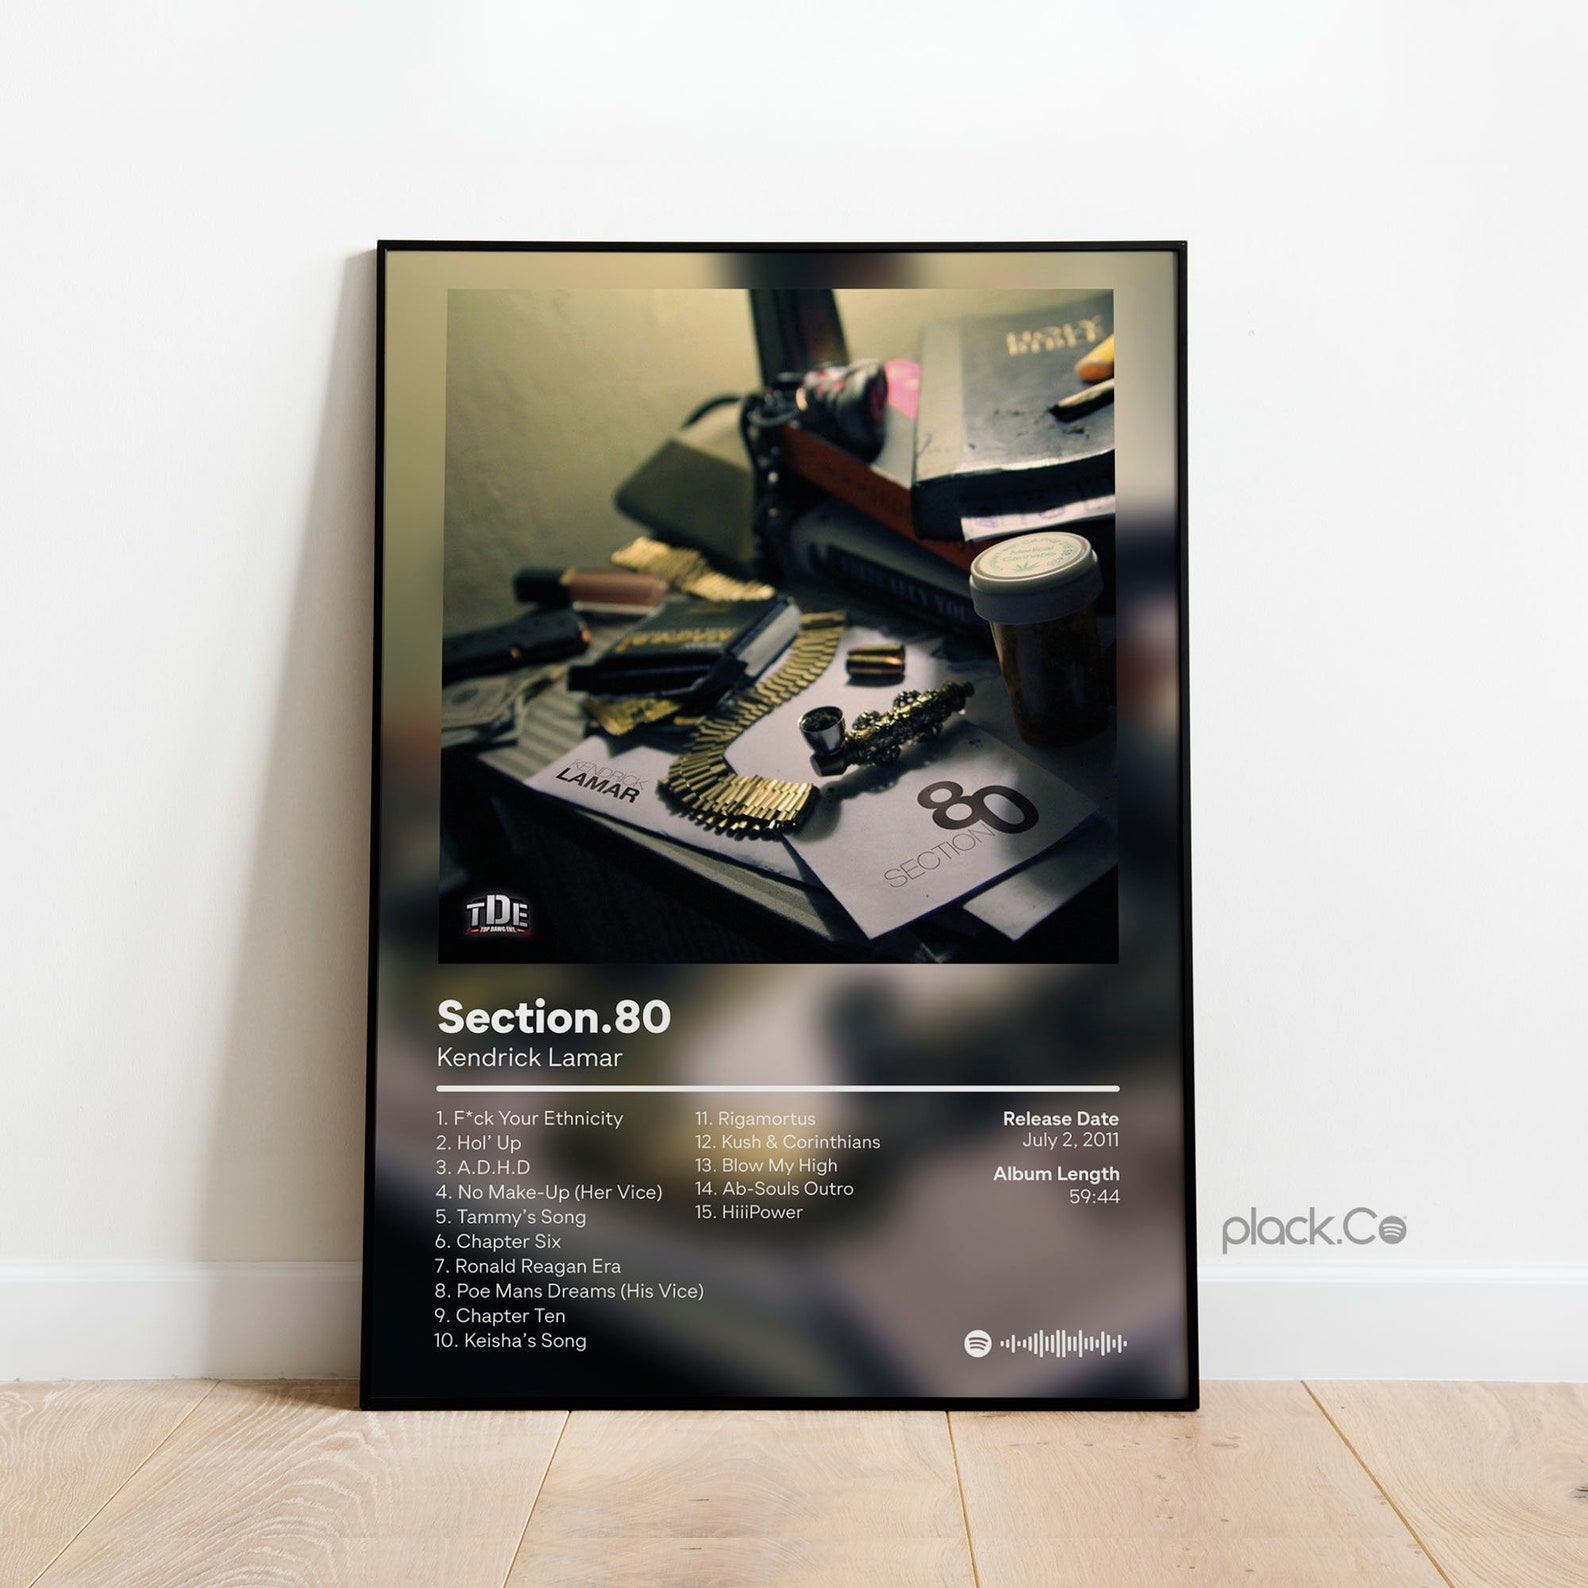 HOLY
BIBLE
Medical
Cannabis
KENDRICK
LAMAR
80
SECTION
TDE
TOP DAWG ENT.
Section.80
Kendrick Lamar
1. F*ck Your Ethnicity
2. Hol' Up
3. A.D.H.D
4. No Make-Up (Her Vice)
5. Tammy's Song
6. Chapter Six
7. Ronald Reagan Era
8. Poe Mans Dreams (His Vice)
9. Chapter Ten
10. Keisha's Song
11. Rigamortus
12. Kush & Corinthians
13. Blow My High
14. Ab-Souls Outro
15. HiiiPower
Release Date
July 2, 2011
Album Length
59:44
plack.Co